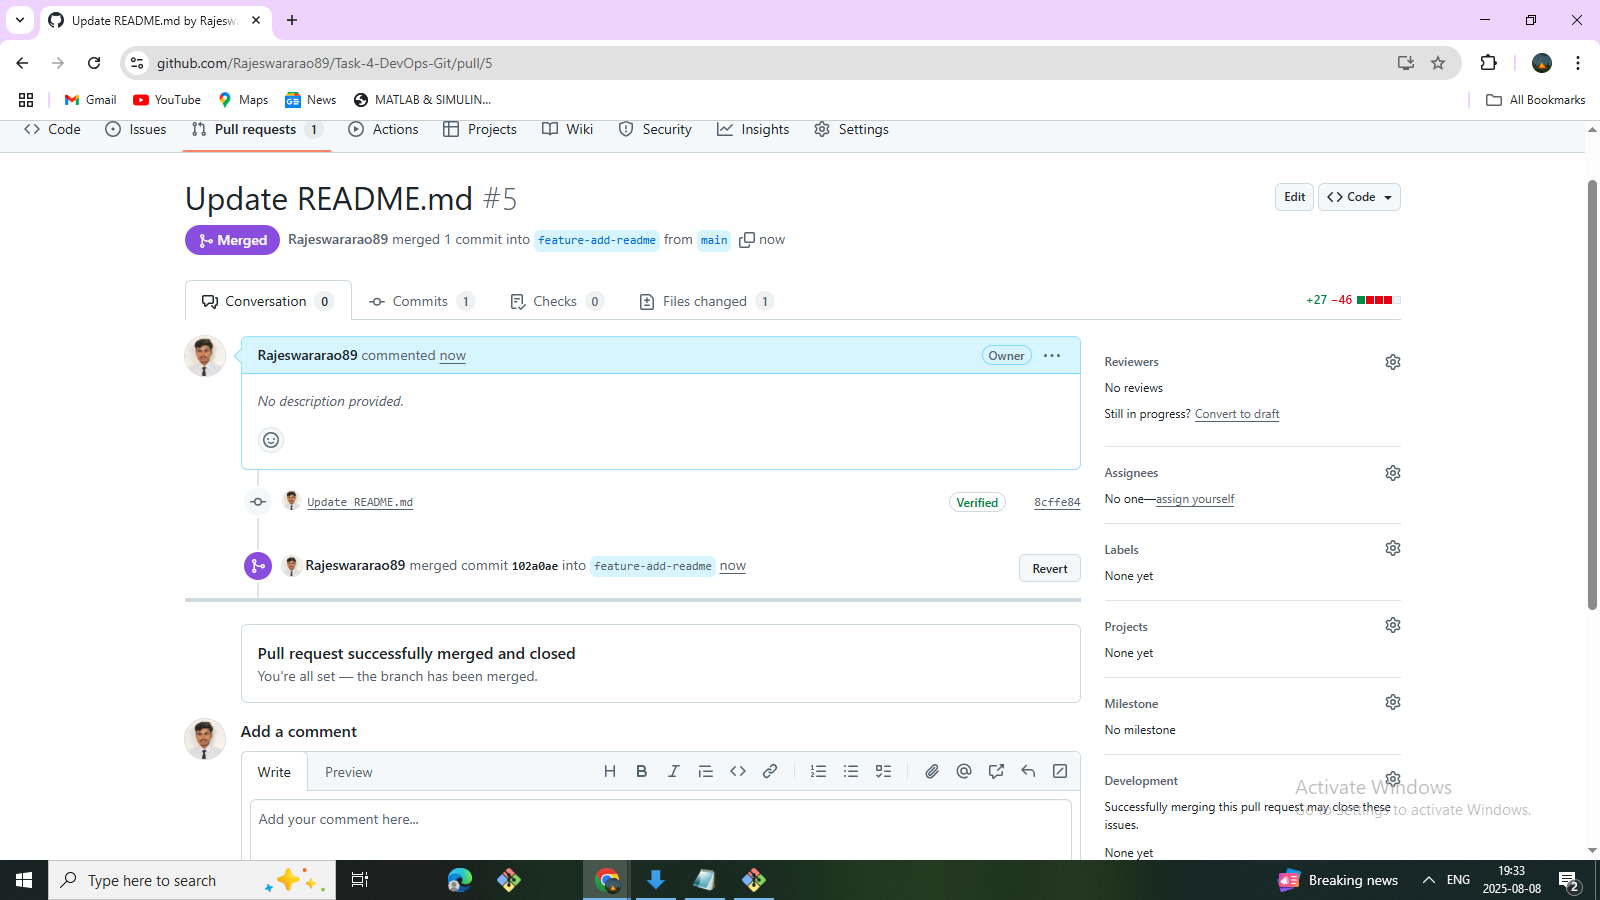 Update README.md by Rajeswa
github.com/Rajeswararao89/Task-4-DevOps-Git/pull/5
Gmail
YouTube
Maps
News
MATLAB & SIMULIN...
All Bookmarks
Code
Issues
Pull requests 1
Actions
Projects
Wiki
Security
Insights
Settings
Update README.md #5
Edit
Code
Merged
Rajeswararao89 merged 1 commit into feature-add-readme from main now
Conversation 0
Commits 1
Checks 0
Files changed 1
+27 −46
Rajeswararao89 commented now
Owner
No description provided.
Update README.md
Verified
8cffe84
Rajeswararao89 merged commit 102a0ae into feature-add-readme now
Revert
Pull request successfully merged and closed
You're all set — the branch has been merged.
Add a comment
Write
Preview
Add your comment here...
Reviewers
No reviews
Still in progress? Convert to draft
Assignees
No one—assign yourself
Labels
None yet
Projects
None yet
Milestone
No milestone
Development
Successfully merging this pull request may close these
issues.
None yet
Activate Windows
Go to Settings to activate Windows.
Type here to search
Breaking news
ENG
19:33
2025-08-08
2